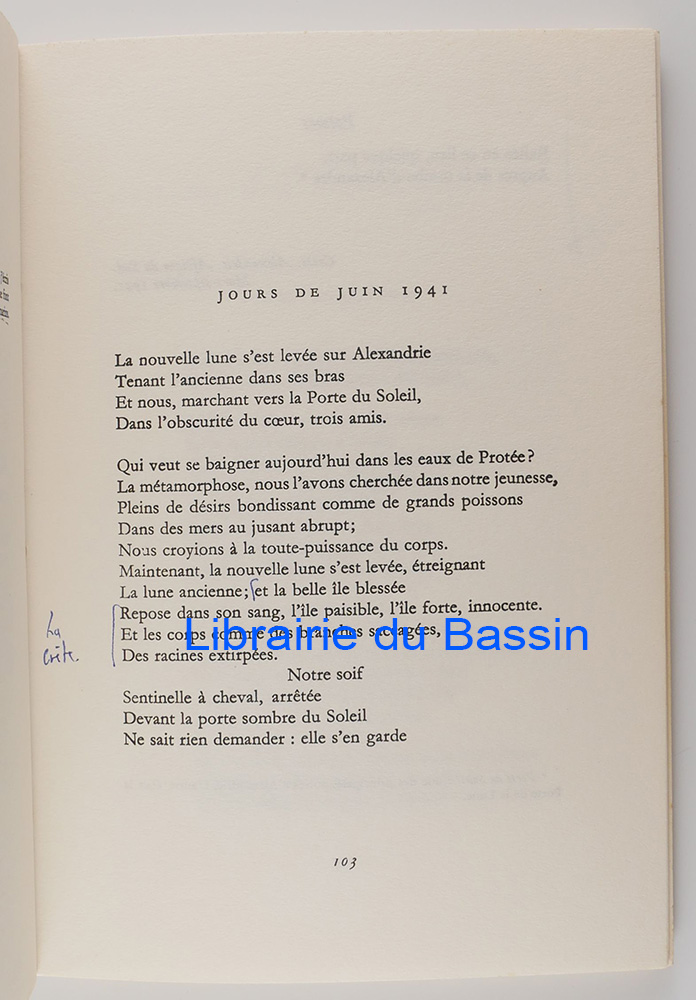 JOURS DE JUIN 1941
La nouvelle lune s'est levée sur Alexandrie
Tenant l'ancienne dans ses bras
Et nous, marchant vers la Porte du Soleil,
Dans l'obscurité du cœur, trois amis.
Qui veut se baigner aujourd'hui dans les eaux de Protée?
La métamorphose, nous l'avons cherchée dans notre jeunesse,
Pleins de désirs bondissant comme de grands poissons
Dans des mers au jusant abrupt;
Nous croyions à la toute-puissance du corps.
Maintenant, la nouvelle lune s'est levée, étreignant
La lune ancienne; et la belle île blessée
Repose dans son sang, l'île paisible, l'île forte, innocente.
Et les corps comme des branches saccagées,
Des racines extirpées.
La
Crète.
Librairie du Bassin
Notre soif
Sentinelle à cheval, arrêtée
Devant la porte sombre du Soleil
Ne sait rien demander : elle s'en garde
103